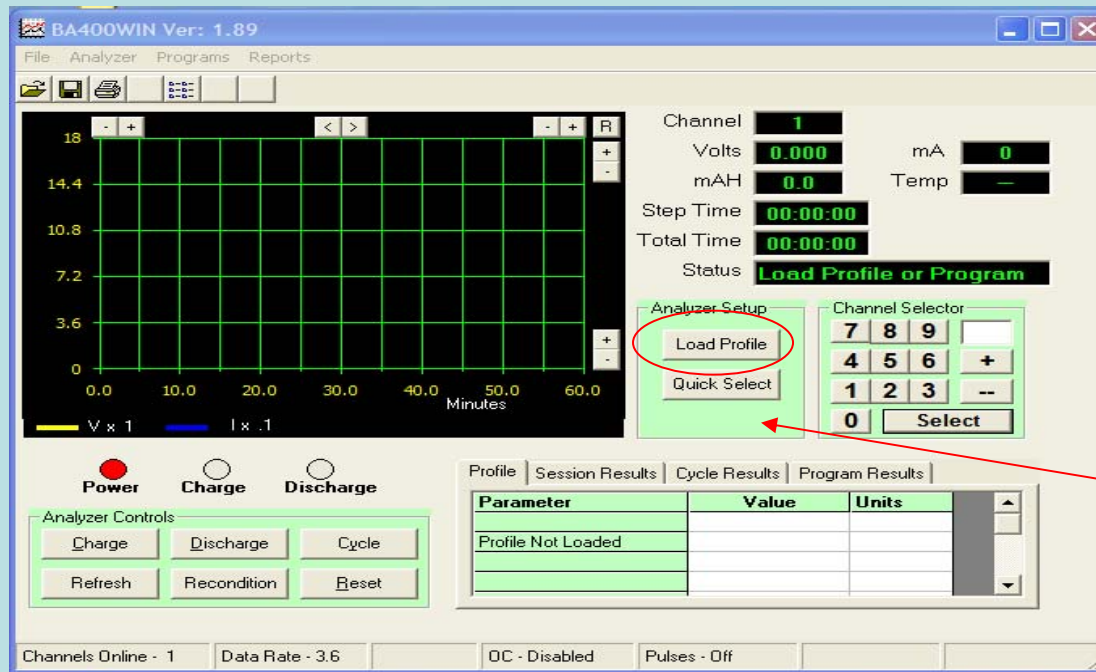 BA400WIN Ver: 1.89
File Analyzer Programs Reports
- + < > - + R
+
-
18
14.4
10.8
7.2
3.6
0
+
-
0.0 10.0 20.0 30.0 40.0 50.0 60.0
Minutes
V x 1 I x .1
Channel 1
Volts 0.000 mA 0
mAH 0.0 Temp —
Step Time 00:00:00
Total Time 00:00:00
Status Load Profile or Program
Analyzer Setup
Load Profile
Quick Select
Channel Selector
7 8 9
4 5 6 +
1 2 3 --
0 Select
Power Charge Discharge
Analyzer Controls
Charge Discharge Cycle
Refresh Recondition Reset
Profile Session Results Cycle Results Program Results
Parameter Value Units
Profile Not Loaded
Channels Online - 1 Data Rate - 3.6 OC - Disabled Pulses - Off